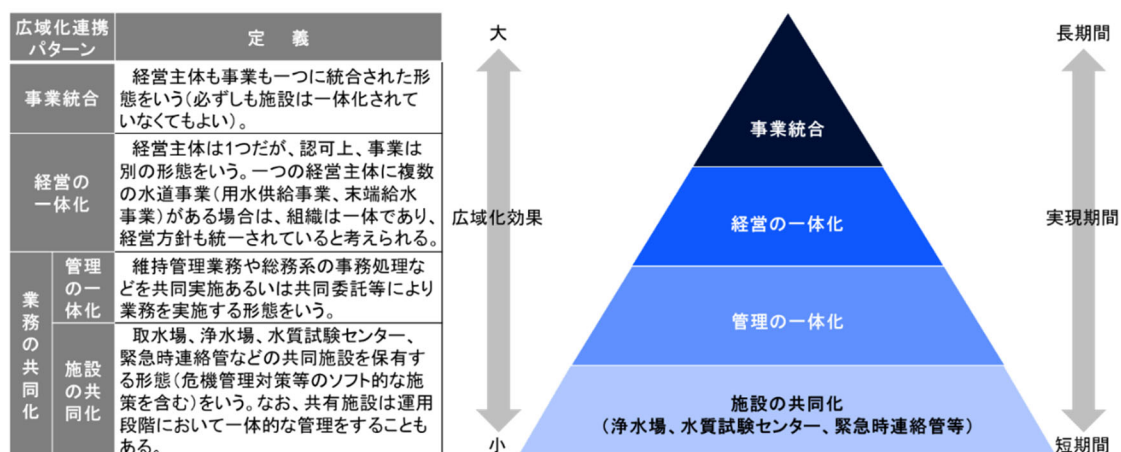 広域化連携
パターン
定　義
事業統合
経営主体も事業も一つに統合された形
態をいう(必ずしも施設は一体化されて
いなくてもよい)。
経営の
一体化
経営主体は1つだが、認可上、事業は
別の形態をいう。一つの経営主体に複数
の水道事業(用水供給事業、末端給水
事業)がある場合は、組織は一体であり、
経営方針も統一されていると考えられる。
業務の共同化
管理
の一
体化
維持管理業務や総務系の事務処理な
どを共同実施あるいは共同委託等により
業務を実施する形態をいう。
施設
の共
同化
取水場、浄水場、水質試験センター、
緊急時連絡管などの共同施設を保有す
る形態(危機管理対策等のソフト的な施
策を含む)をいう。なお、共有施設は運用
段階において一体的な管理をすることも
ある。
大
広域化効果
小
事業統合
経営の一体化
管理の一体化
施設の共同化
(浄水場、水質試験センター、緊急時連絡管等)
長期間
実現期間
短期間